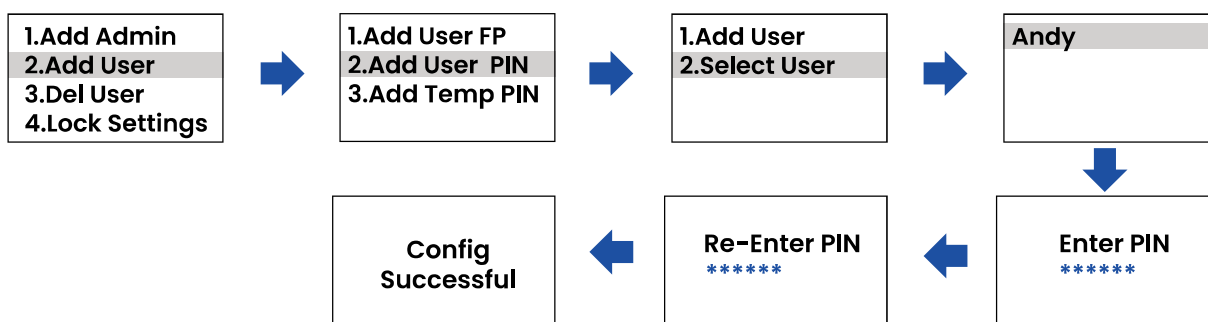 1.Add Admin
2.Add User
3.Del User
4.Lock Settings
1.Add User FP
2.Add User PIN
3.Add Temp PIN
1.Add User
2.Select User
Andy
Enter PIN
******
Re-Enter PIN
******
Config
Successful